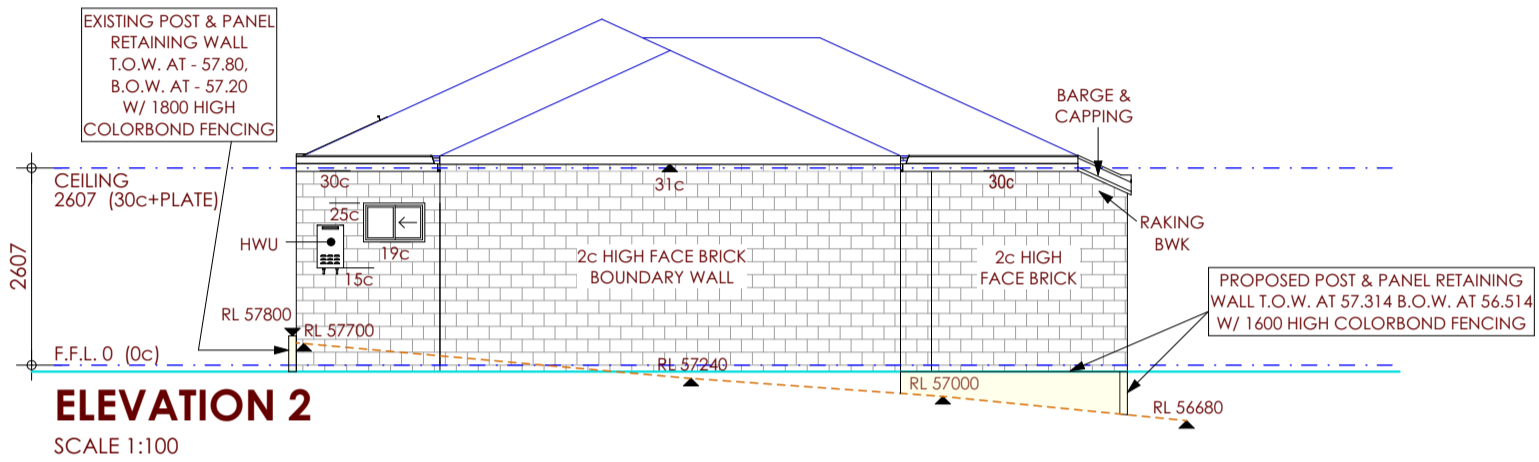 EXISTING POST & PANEL
RETAINING WALL
T.O.W. AT - 57.80,
B.O.W. AT - 57.20
W/ 1800 HIGH
COLORBOND FENCING
BARGE &
CAPPING
CEILING
2607 (30c+PLATE)
30c
31c
30c
25c
HWU
19c
15c
2c HIGH FACE BRICK
BOUNDARY WALL
2c HIGH
FACE BRICK
RAKING
BWK
2607
PROPOSED POST & PANEL RETAINING
WALL T.O.W. AT 57.314 B.O.W. AT 56.514
W/ 1600 HIGH COLORBOND FENCING
RL 57800
RL 57700
F.F.L. 0 (0c)
RL 57240
RL 57000
RL 56680
ELEVATION 2
SCALE 1:100